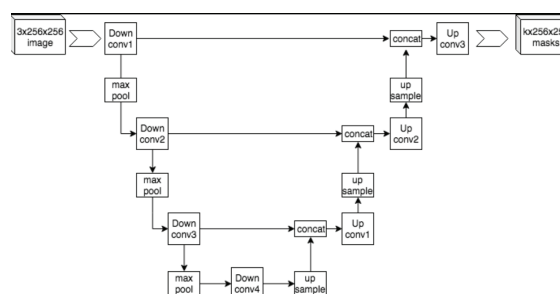 3x256x256
image
Down
conv1
concat
Up
conv3
kx256x25
masks
max
pool
up
sample
Down
conv2
concat
Up
conv2
max
pool
up
sample
Down
conv3
concat
Up
conv1
max
pool
Down
conv4
up
sample